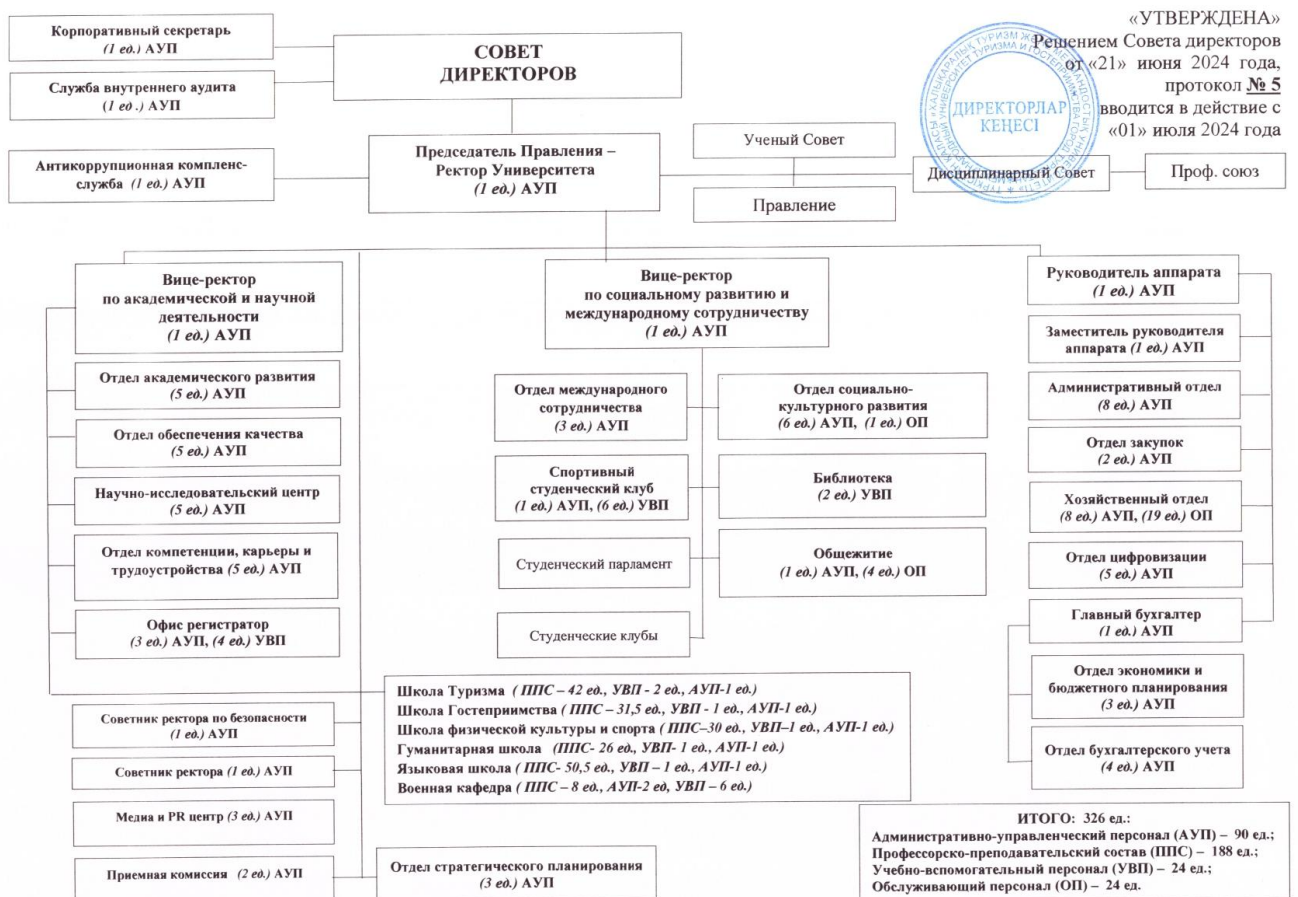 «УТВЕРЖДЕНА»
Решением Совета директоров
от «21» июня 2024 года,
протокол № 5
вводится в действие с
«01» июля 2024 года
ДИРЕКТОРЛАР
КЕҢЕСІ
Корпоративный секретарь
(1 ед.) АУП
Служба внутреннего аудита
(1 ед .) АУП
СОВЕТ
ДИРЕКТОРОВ
Антикоррупционная компленс-
служба (1 ед.) АУП
Председатель Правления –
Ректор Университета
(1 ед.) АУП
Ученый Совет
Правление
Дисциплинарный Совет
Проф. союз
Вице-ректор
по академической и научной
деятельности
(1 ед.) АУП
Отдел академического развития
(5 ед.) АУП
Отдел обеспечения качества
(5 ед.) АУП
Научно-исследовательский центр
(5 ед.) АУП
Отдел компетенции, карьеры и
трудоустройства (5 ед.) АУП
Офис регистратор
(3 ед.) АУП, (4 ед.) УВП
Вице-ректор
по социальному развитию и
международному сотрудничеству
(1 ед.) АУП
Отдел международного
сотрудничества
(3 ед.) АУП
Отдел социально-
культурного развития
(6 ед.) АУП, (1 ед.) ОП
Спортивный
студенческий клуб
(1 ед.) АУП, (6 ед.) УВП
Библиотека
(2 ед.) УВП
Студенческий парламент
Общежитие
(1 ед.) АУП, (4 ед.) ОП
Студенческие клубы
Руководитель аппарата
(1 ед.) АУП
Заместитель руководителя
аппарата (1 ед.) АУП
Административный отдел
(8 ед.) АУП
Отдел закупок
(2 ед.) АУП
Хозяйственный отдел
(8 ед.) АУП, (19 ед.) ОП
Отдел цифровизации
(5 ед.) АУП
Главный бухгалтер
(1 ед.) АУП
Отдел экономики и
бюджетного планирования
(3 ед.) АУП
Отдел бухгалтерского учета
(4 ед.) АУП
Школа Туризма ( ППС – 42 ед., УВП - 2 ед., АУП-1 ед.)
Школа Гостеприимства ( ППС – 31,5 ед., УВП - 1 ед., АУП-1 ед.)
Школа физической культуры и спорта ( ППС–30 ед., УВП–1 ед., АУП-1 ед.)
Гуманитарная школа (ППС- 26 ед., УВП- 1 ед., АУП-1 ед.)
Языковая школа ( ППС- 50,5 ед., УВП – 1 ед., АУП-1 ед.)
Военная кафедра ( ППС – 8 ед., АУП-2 ед, УВП – 6 ед.)
Советник ректора по безопасности
(1 ед.) АУП
Советник ректора (1 ед.) АУП
Медиа и PR центр (3 ед.) АУП
Приемная комиссия (2 ед.) АУП
Отдел стратегического планирования
(3 ед.) АУП
ИТОГО: 326 ед.:
Административно-управленческий персонал (АУП) – 90 ед.;
Профессорско-преподавательский состав (ППС) – 188 ед.;
Учебно-вспомогательный персонал (УВП) – 24 ед.;
Обслуживающий персонал (ОП) – 24 ед.